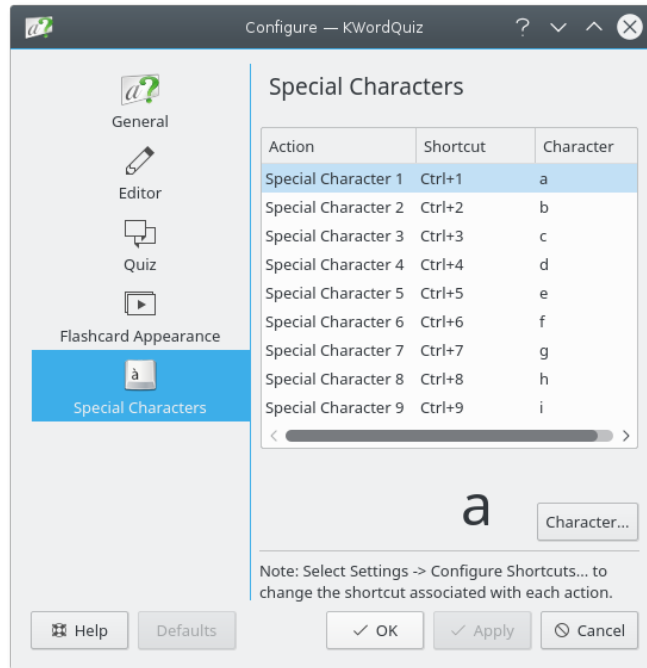 Configure — KWordQuiz
General
Editor
Quiz
Flashcard Appearance
Special Characters
Special Characters
Action Shortcut Character
Special Character 1 Ctrl+1 a
Special Character 2 Ctrl+2 b
Special Character 3 Ctrl+3 c
Special Character 4 Ctrl+4 d
Special Character 5 Ctrl+5 e
Special Character 6 Ctrl+6 f
Special Character 7 Ctrl+7 g
Special Character 8 Ctrl+8 h
Special Character 9 Ctrl+9 i
a
Character...
Note: Select Settings -> Configure Shortcuts... to
change the shortcut associated with each action.
Help Defaults OK Apply Cancel